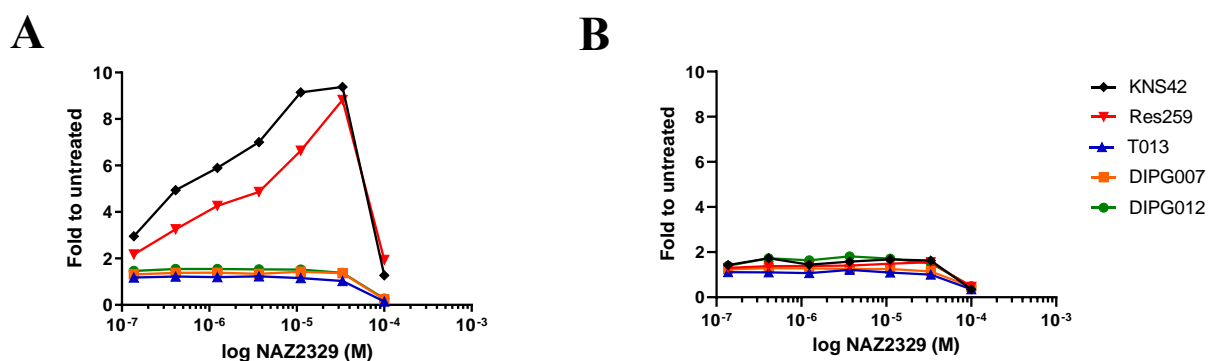 A
Fold to untreated
10
8
6
4
2
0
10-7
10-6
10-5
10-4
10-3
log NAZ2329 (M)
B
Fold to untreated
10
8
6
4
2
0
10-7
10-6
10-5
10-4
10-3
log NAZ2329 (M)
KNS42
Res259
T013
DIPG007
DIPG012